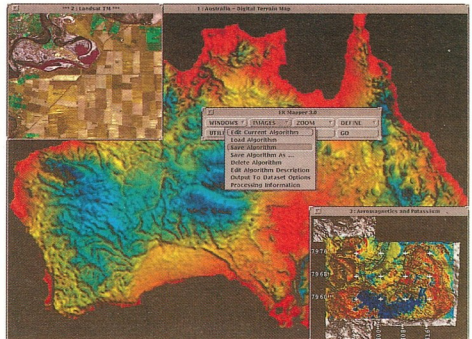 *** 2 : Landsat TM ***
1 : Australia - Digital Terrain Map
ER Mapper 3.0
WINDOWS IMAGES ZOOM DEFINE
UTILI GO
Edit Current Algorithm
Load Algorithm
Save Algorithm
Save Algorithm As ...
Delete Algorithm
Edit Algorithm Description
Output To Dataset Options
Processing Information
3 : Aeromagnetics and Potassium